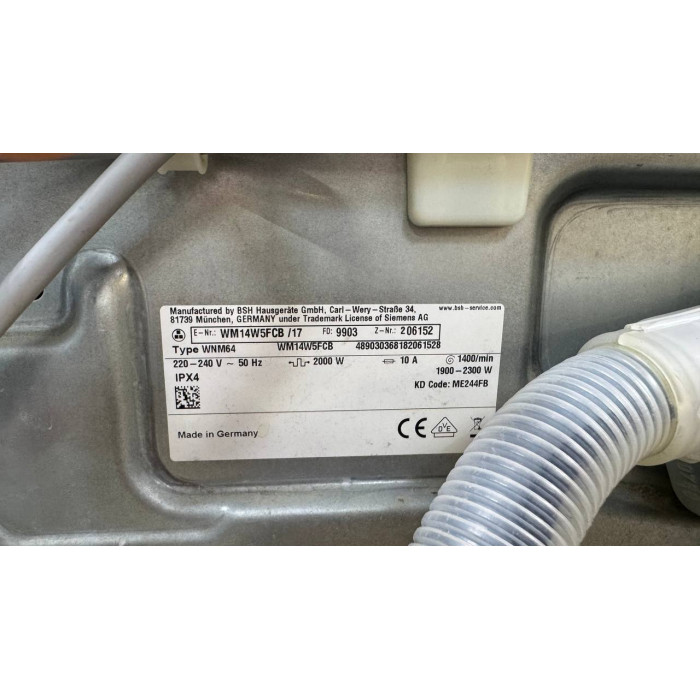 Manufactured by BSH Hausgeräte GmbH, Carl-Wery-Straße 34, www.bsh-service.com
81739 München, GERMANY under Trademark License of Siemens AG
E-Nr.: WM14W5FCB /17 FD: 9903 Z-Nr.: 206152
Type WNM64 WM14W5FCB 489030368182061528
220-240 V ~ 50 Hz 2000 W 10 A 1400/min
IPX4 1900-2300 W
KD Code: ME244FB
Made in Germany CE DVE